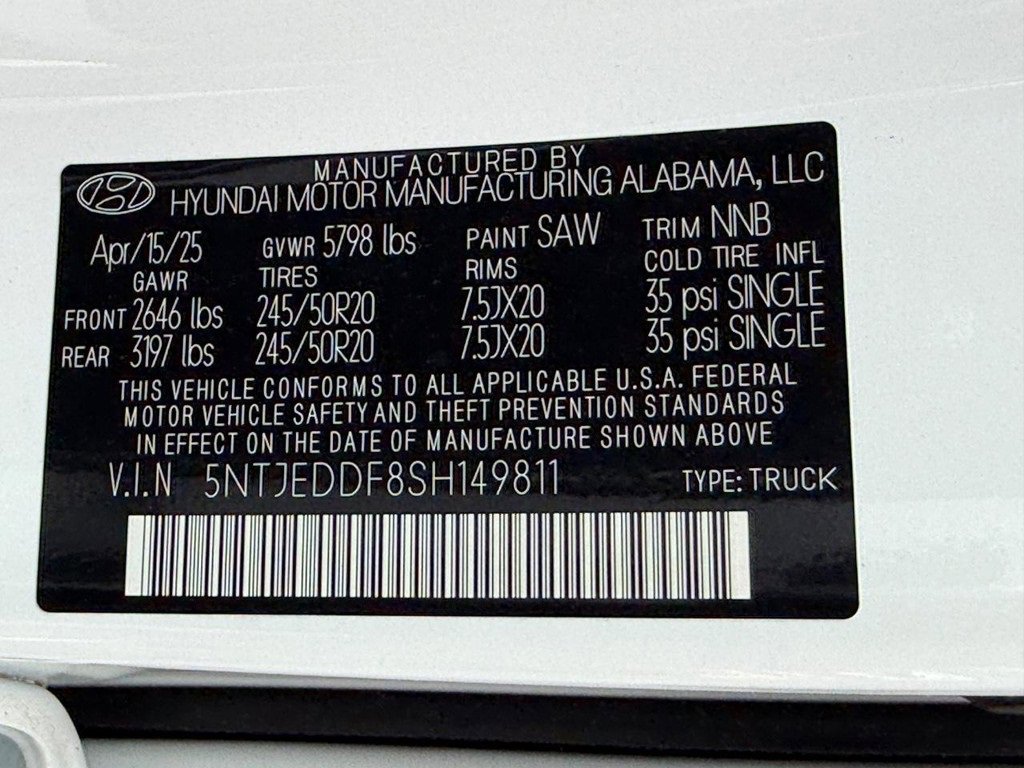 MANUFACTURED BY
HYUNDAI MOTOR MANUFACTURING ALABAMA, LLC
Apr/15/25 GVWR 5798 lbs PAINT SAW TRIM NNB
GAWR TIRES RIMS COLD TIRE INFL
FRONT 2646 lbs 245/50R20 7.5JX20 35 psi SINGLE
REAR 3197 lbs 245/50R20 7.5JX20 35 psi SINGLE
THIS VEHICLE CONFORMS TO ALL APPLICABLE U.S.A. FEDERAL
MOTOR VEHICLE SAFETY AND THEFT PREVENTION STANDARDS
IN EFFECT ON THE DATE OF MANUFACTURE SHOWN ABOVE
V.I.N 5NTJEDDF8SH149811 TYPE: TRUCK